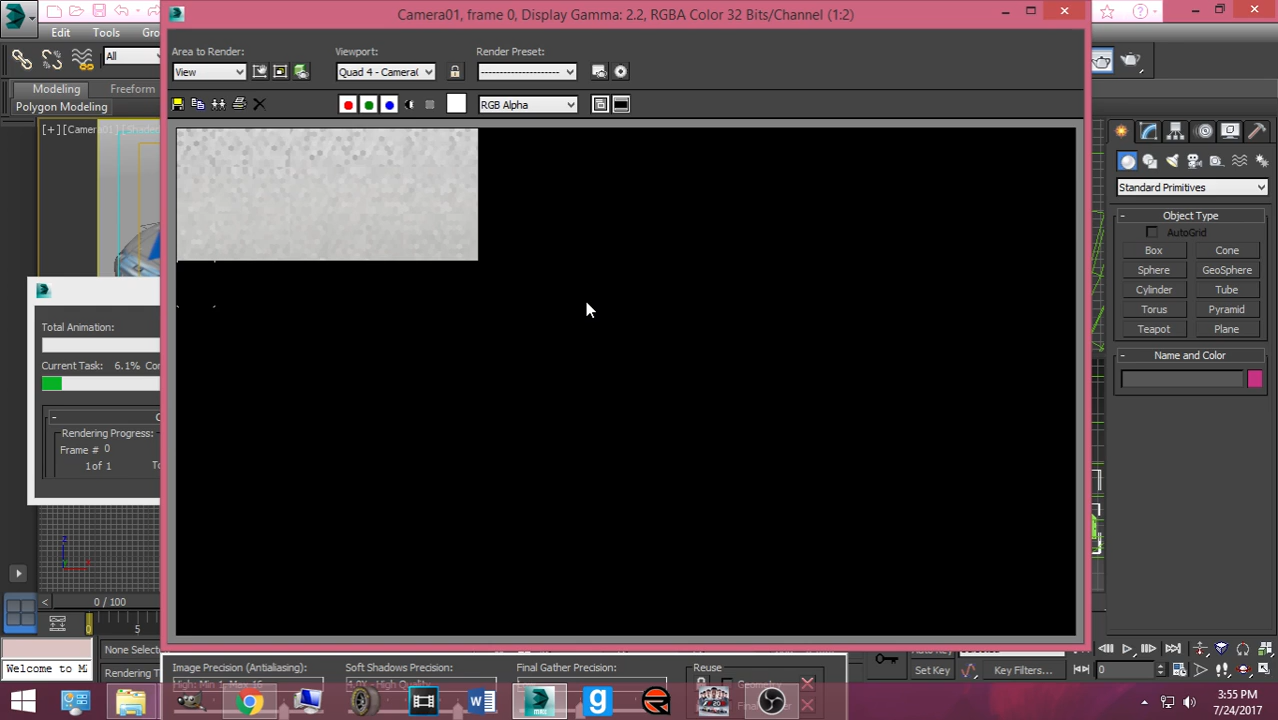 Camera01, frame 0, Display Gamma: 2.2, RGBA Color 32 Bits/Channel (1:2)
Edit Tools
All
Area to Render:
Viewport:
Render Preset:
View
Quad 4 - Camera(
RGB Alpha
Modeling
Freeform
Polygon Modeling
[+]
Total Animation:
Current Task: 6.1%
Rendering Progress:
Frame # 0
1 of 1
Standard Primitives
Object Type
AutoGrid
Box
Cone
Sphere
GeoSphere
Cylinder
Tube
Torus
Pyramid
Teapot
Plane
Name and Color
0 / 100
0
5
Welcome to M
Image Precision (Antialiasing):
Soft Shadows Precision:
Final Gather Precision:
Reuse
Set Key
Key Filters...
0
3:55 PM
7/24/2017